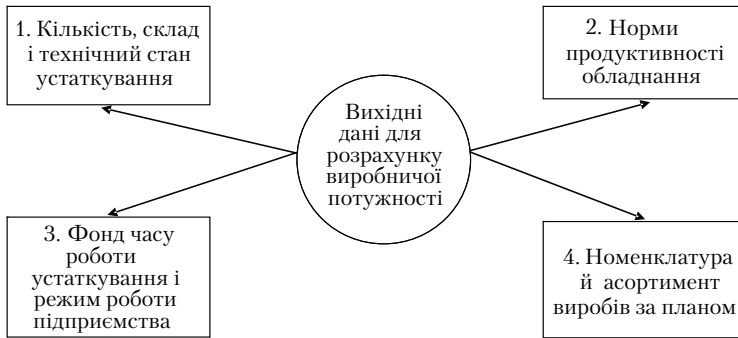 1. Кількість, склад
і технічний стан
устаткування
2. Норми
продуктивності
обладнання
Вихідні
дані для
розрахунку
виробничої
потужності
3. Фонд часу
роботи
устаткування і
режим роботи
підприємства
4. Номенклатура
й асортимент
виробів за планом